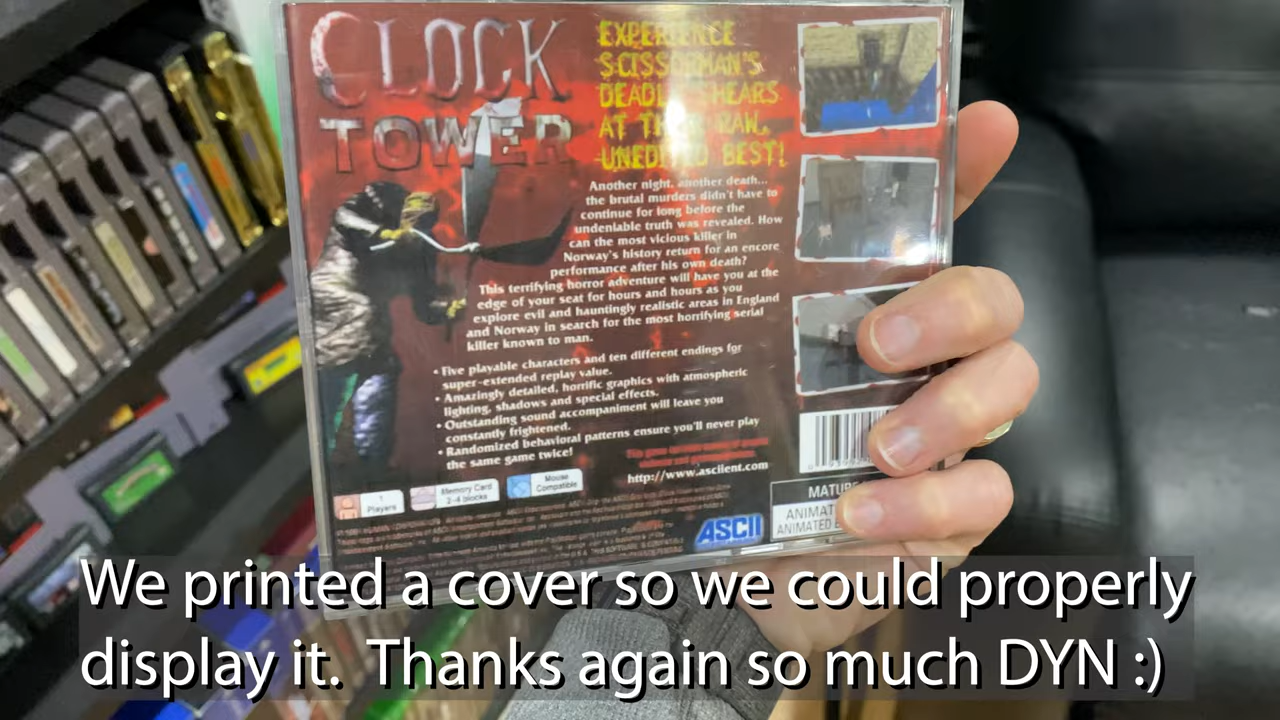 CLOCK
TOWER
EXPERIENCE
SCISSORMAN'S
DEADLY SHEARS
AT THEIR RAW,
UNEDITED BEST!
Another night, another death...
the brutal murders didn't have to
continue for long before the
undeniable truth was revealed. How
can the most vicious killer in
Norway's history return for an encore
performance after his own death?
This terrifying horror adventure will have you at the
edge of your seat for hours and hours as you
explore evil and hauntingly realistic areas in England
and Norway in search for the most horrifying serial
killer known to man.
• Five playable characters and ten different endings for
super-extended replay value.
• Amazingly detailed, horrific graphics with atmospheric
lighting, shadows and special effects.
• Outstanding sound accompaniment will leave you
constantly frightened.
• Randomized behavioral patterns ensure you'll never play
the same game twice!
http://www.asciient.com
1
Players
Memory Card
2-4 blocks
Mouse
Compatible
ASCII
MATURE
ANIMAT
ANIMATED
We printed a cover so we could properly
display it. Thanks again so much DYN :)